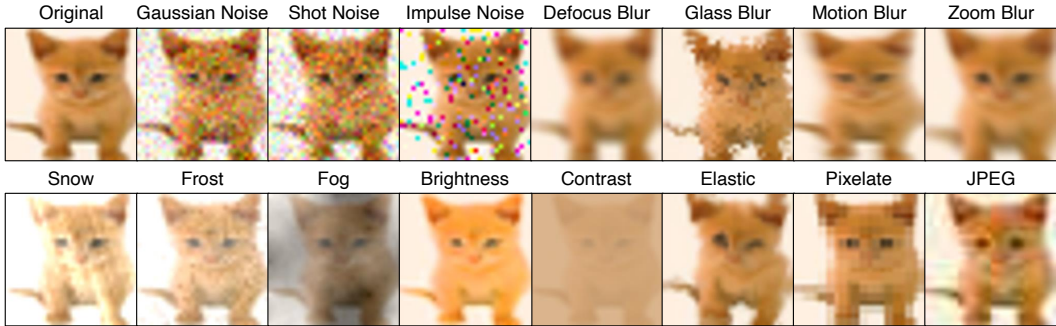 Original Gaussian Noise Shot Noise Impulse Noise Defocus Blur Glass Blur Motion Blur Zoom Blur
Snow Frost Fog Brightness Contrast Elastic Pixelate JPEG